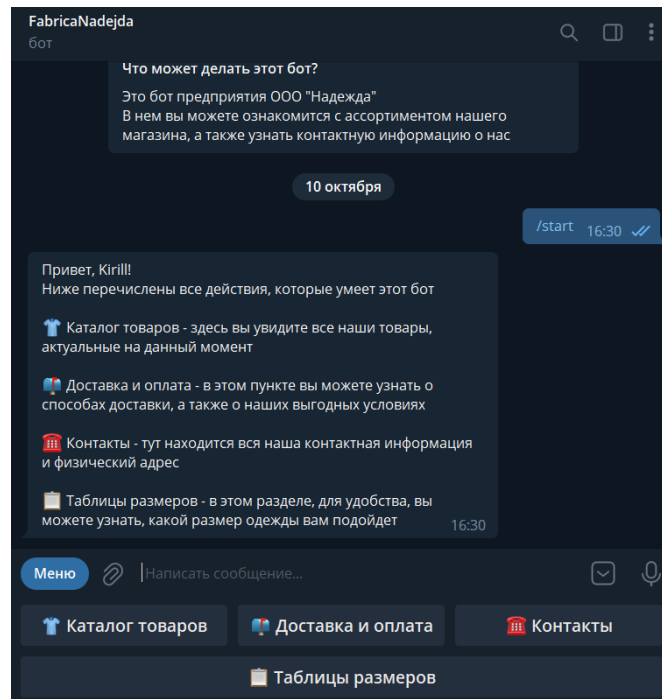 FabricaNadejda
бот
Что может делать этот бот?
Это бот предприятия ООО "Надежда"
В нем вы можете ознакомится с ассортиментом нашего
магазина, а также узнать контактную информацию о нас
10 октября
/start 16:30
Привет, Kirill!
Ниже перечислены все действия, которые умеет этот бот
👕 Каталог товаров - здесь вы увидите все наши товары,
актуальные на данный момент
📬 Доставка и оплата - в этом пункте вы можете узнать о
способах доставки, а также о наших выгодных условиях
☎️ Контакты - тут находится вся наша контактная информация
и физический адрес
📋 Таблицы размеров - в этом разделе, для удобства, вы
можете узнать, какой размер одежды вам подойдет 16:30
Меню Написать сообщение...
👕 Каталог товаров 📬 Доставка и оплата ☎️ Контакты
📋 Таблицы размеров